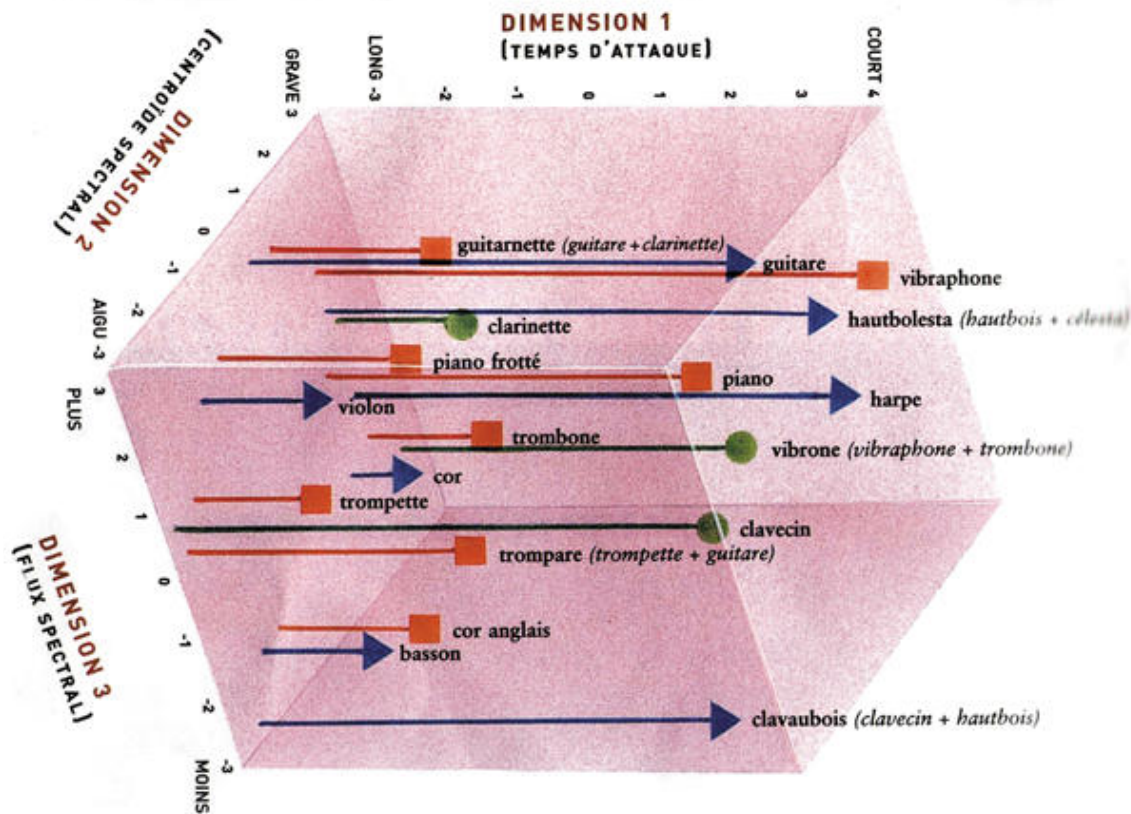 DIMENSION 1
(TEMPS D'ATTAQUE)
LONG -3 -2 -1 0 1 2 3 COURT 4
DIMENSION 2
(CENTROÏDE SPECTRAL)
GRAVE 3
2
1
0
-1
-2
AIGU -3
guitarnette (guitare + clarinette)
guitare
vibraphone
hautbolesta (hautbois + célesta)
clarinette
piano frotté
piano
harpe
violon
trombone
vibrone (vibraphone + trombone)
cor
trompette
clavecin
trompare (trompette + guitare)
cor anglais
basson
clavaubois (clavecin + hautbois)
DIMENSION 3
(FLUX SPECTRAL)
PLUS 3
2
1
0
-1
-2
MOINS -3